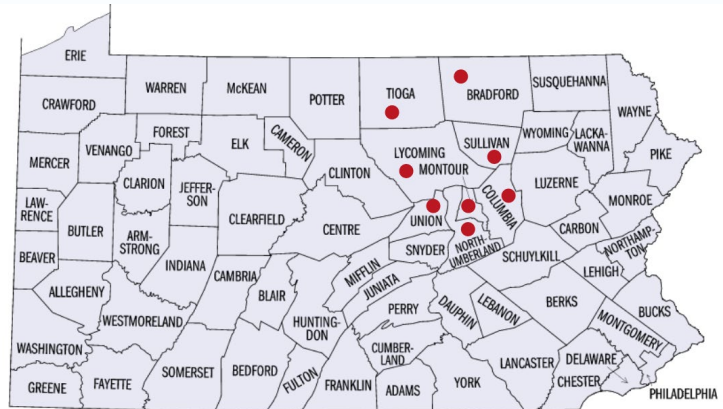 ERIE
CRAWFORD
WARREN
McKEAN
POTTER
TIOGA
BRADFORD
SUSQUEHANNA
WAYNE
MERCER
VENANGO
FOREST
ELK
CAMERON
CLINTON
LYCOMING
MONTOUR
SULLIVAN
WYOMING
LACKA-
WANNA
PIKE
LAW-
RENCE
BUTLER
CLARION
JEFFER-
SON
CLEARFIELD
CENTRE
UNION
COLUMBIA
LUZERNE
MONROE
BEAVER
ARM-
STRONG
INDIANA
CAMBRIA
SNYDER
NORTH-
UMBERLAND
SCHUYLKILL
CARBON
NORTHAMP-
TON
ALLEGHENY
BLAIR
MIFFLIN
JUNIATA
LEHIGH
WESTMORELAND
HUNTING-
DON
PERRY
DAUPHIN
LEBANON
BERKS
BUCKS
MONTGOMERY
WASHINGTON
CUMBER-
LAND
LANCASTER
DELAWARE
CHESTER
GREENE
FAYETTE
SOMERSET
BEDFORD
FULTON
FRANKLIN
ADAMS
YORK
PHILADELPHIA